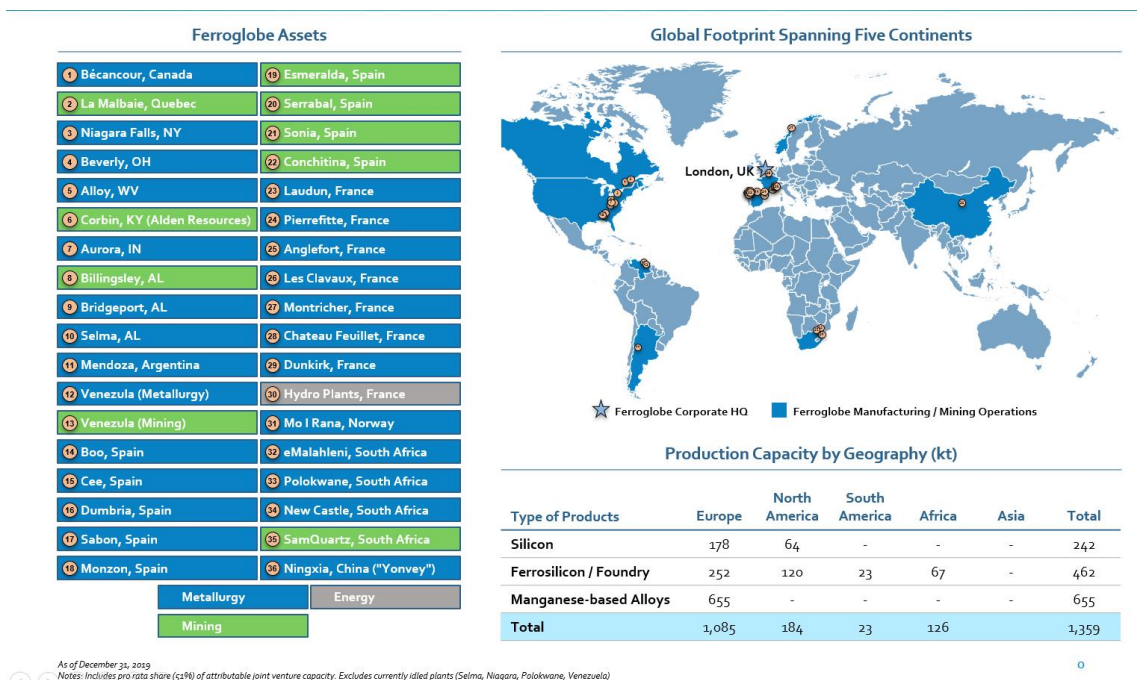 Ferroglobe Assets
1 Bécancour, Canada
2 La Malbaie, Quebec
3 Niagara Falls, NY
4 Beverly, OH
5 Alloy, WV
6 Corbin, KY (Alden Resources)
7 Aurora, IN
8 Billingsley, AL
9 Bridgeport, AL
10 Selma, AL
11 Mendoza, Argentina
12 Venezula (Metallurgy)
13 Venezula (Mining)
14 Boo, Spain
15 Cee, Spain
16 Dumbria, Spain
17 Sabon, Spain
18 Monzon, Spain
19 Esmeralda, Spain
20 Serrabal, Spain
21 Sonia, Spain
22 Conchitina, Spain
23 Laudun, France
24 Pierrefitte, France
25 Anglefort, France
26 Les Clavaux, France
27 Montricher, France
28 Chateau Feuillet, France
29 Dunkirk, France
30 Hydro Plants, France
31 Mo I Rana, Norway
32 eMalahleni, South Africa
33 Polokwane, South Africa
34 New Castle, South Africa
35 SamQuartz, South Africa
36 Ningxia, China ("Yonvey")
Metallurgy Energy
Mining
Global Footprint Spanning Five Continents
London, UK
Ferroglobe Corporate HQ Ferroglobe Manufacturing / Mining Operations
Production Capacity by Geography (kt)
North South
Type of Products Europe America America Africa Asia Total
Silicon 178 64 - - - 242
Ferrosilicon / Foundry 252 120 23 67 - 462
Manganese-based Alloys 655 - - - - 655
Total 1,085 184 23 126 1,359
As of December 31, 2019
Notes: Includes pro rata share (51%) of attributable joint venture capacity. Excludes currently idled plants (Selma, Niagara, Polokwane, Venezuela)
0